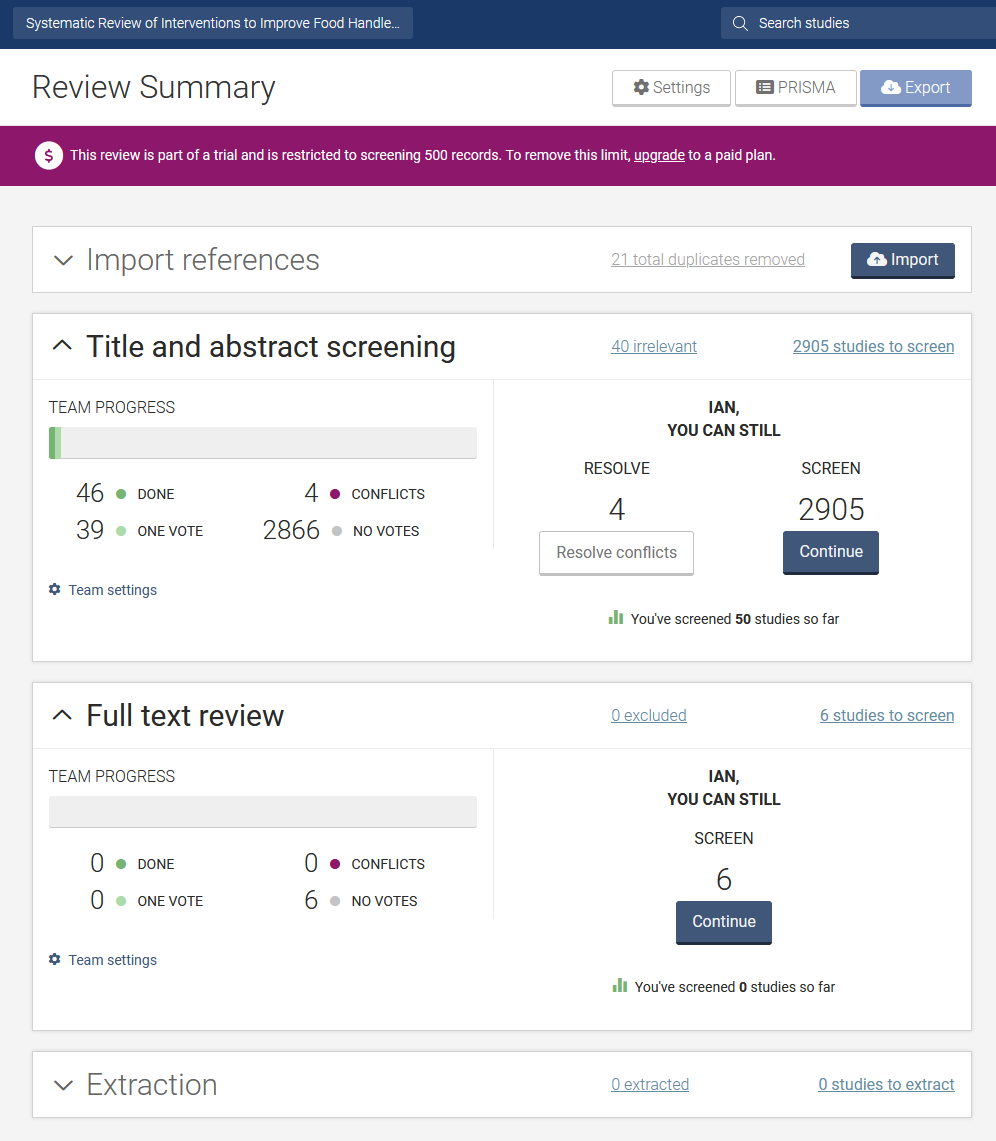 Systematic Review of Interventions to Improve Food Handle...
Search studies
Review Summary
Settings
PRISMA
Export
$
This review is part of a trial and is restricted to screening 500 records. To remove this limit, upgrade to a paid plan.
Import references
21 total duplicates removed
Import
Title and abstract screening
40 irrelevant
2905 studies to screen
TEAM PROGRESS
46 DONE
4 CONFLICTS
39 ONE VOTE
2866 NO VOTES
Team settings
IAN,
YOU CAN STILL
RESOLVE
4
Resolve conflicts
SCREEN
2905
Continue
You've screened 50 studies so far
Full text review
0 excluded
6 studies to screen
TEAM PROGRESS
0 DONE
0 CONFLICTS
0 ONE VOTE
6 NO VOTES
Team settings
IAN,
YOU CAN STILL
SCREEN
6
Continue
You've screened 0 studies so far
Extraction
0 extracted
0 studies to extract